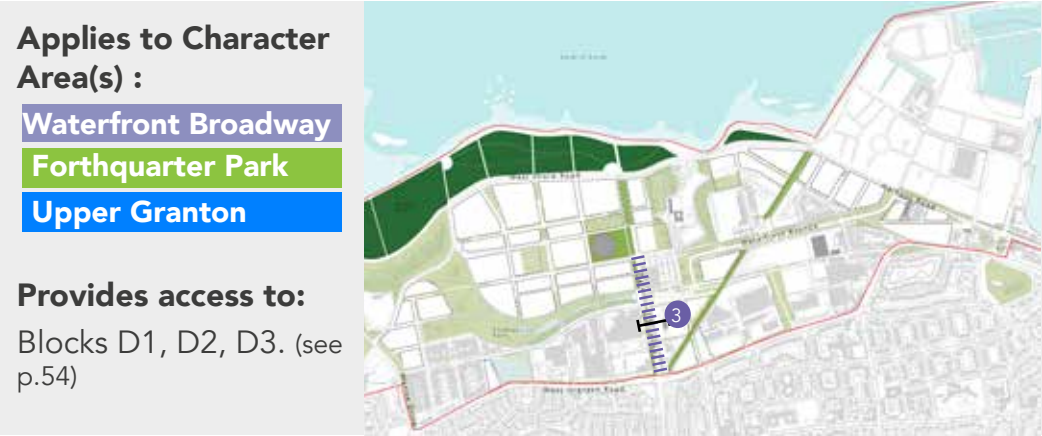 Applies to Character
Area(s) :
Waterfront Broadway
Forthquarter Park
Upper Granton
Provides access to:
Blocks D1, D2, D3. (see
p.54)
West Shore Road
Waterfront Avenue
3
West Granton Road